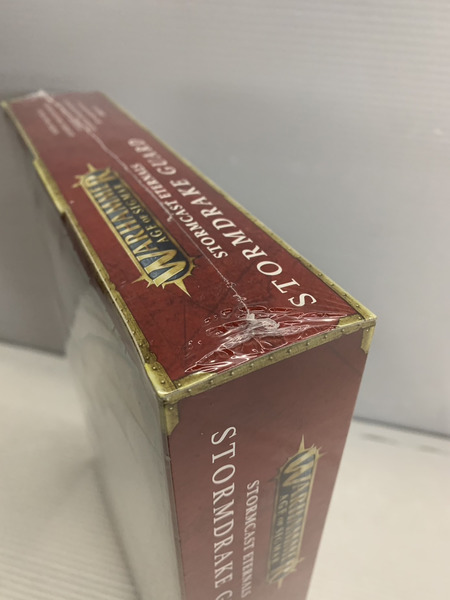 WARHAMMER
AGE OF SIGMAR
STORMCAST ETERNALS
STORMDRAKE GUARD
WARHAMMER
AGE OF SIGMAR
STORMCAST ETERNALS
STORMDRAKE G